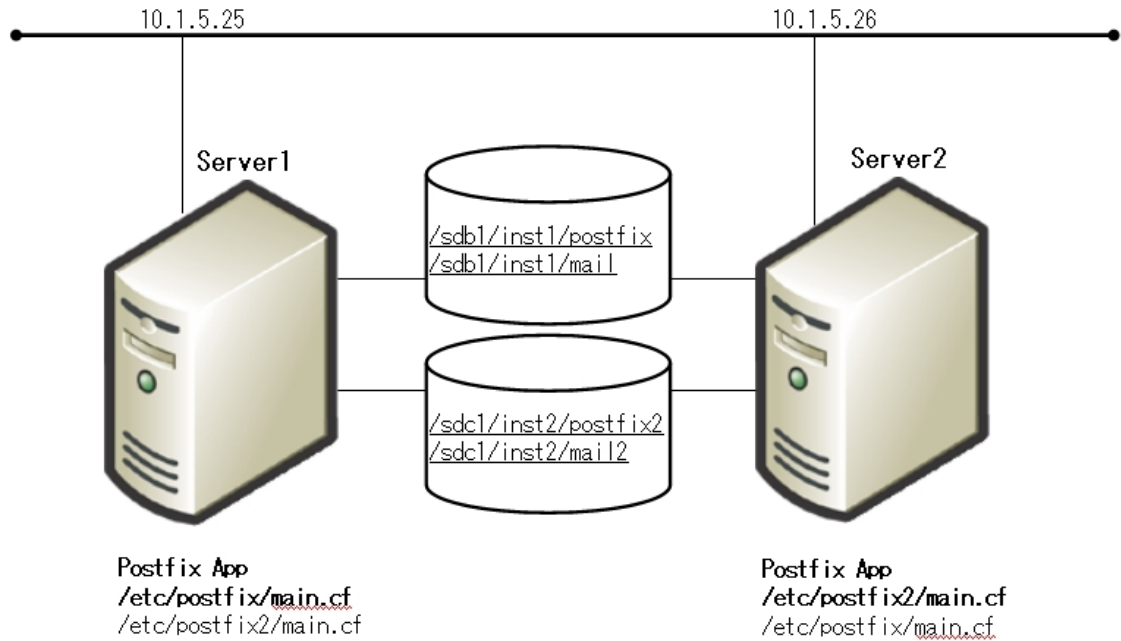 10.1.5.25
10.1.5.26
Server1
Server2
/sdb1/inst1/postfix
/sdb1/inst1/mail
/sdc1/inst2/postfix2
/sdc1/inst2/mail2
Postfix App
/etc/postfix/main.cf
/etc/postfix2/main.cf
Postfix App
/etc/postfix2/main.cf
/etc/postfix/main.cf